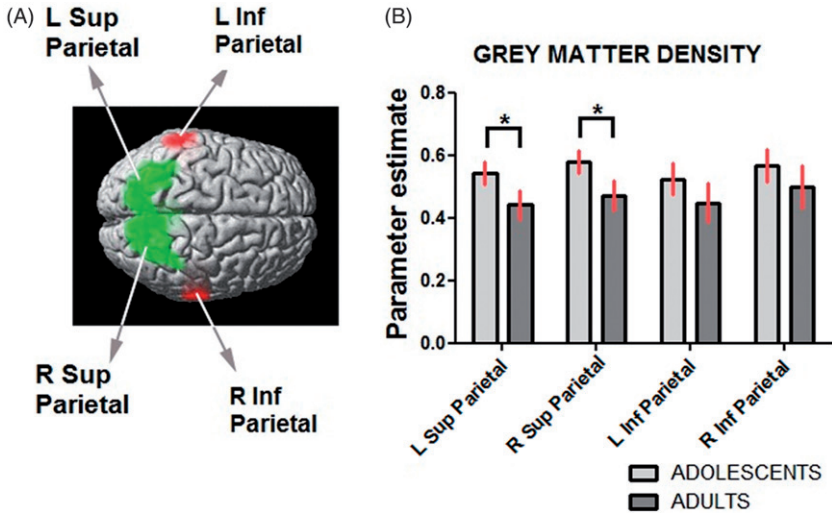 (A)
L Sup
Parietal
L Inf
Parietal
R Sup
Parietal
R Inf
Parietal
(B)
GREY MATTER DENSITY
Parameter estimate
0.8
0.6
0.4
0.2
0.0
*
*
L Sup Parietal
R Sup Parietal
L Inf Parietal
R Inf Parietal
ADOLESCENTS
ADULTS